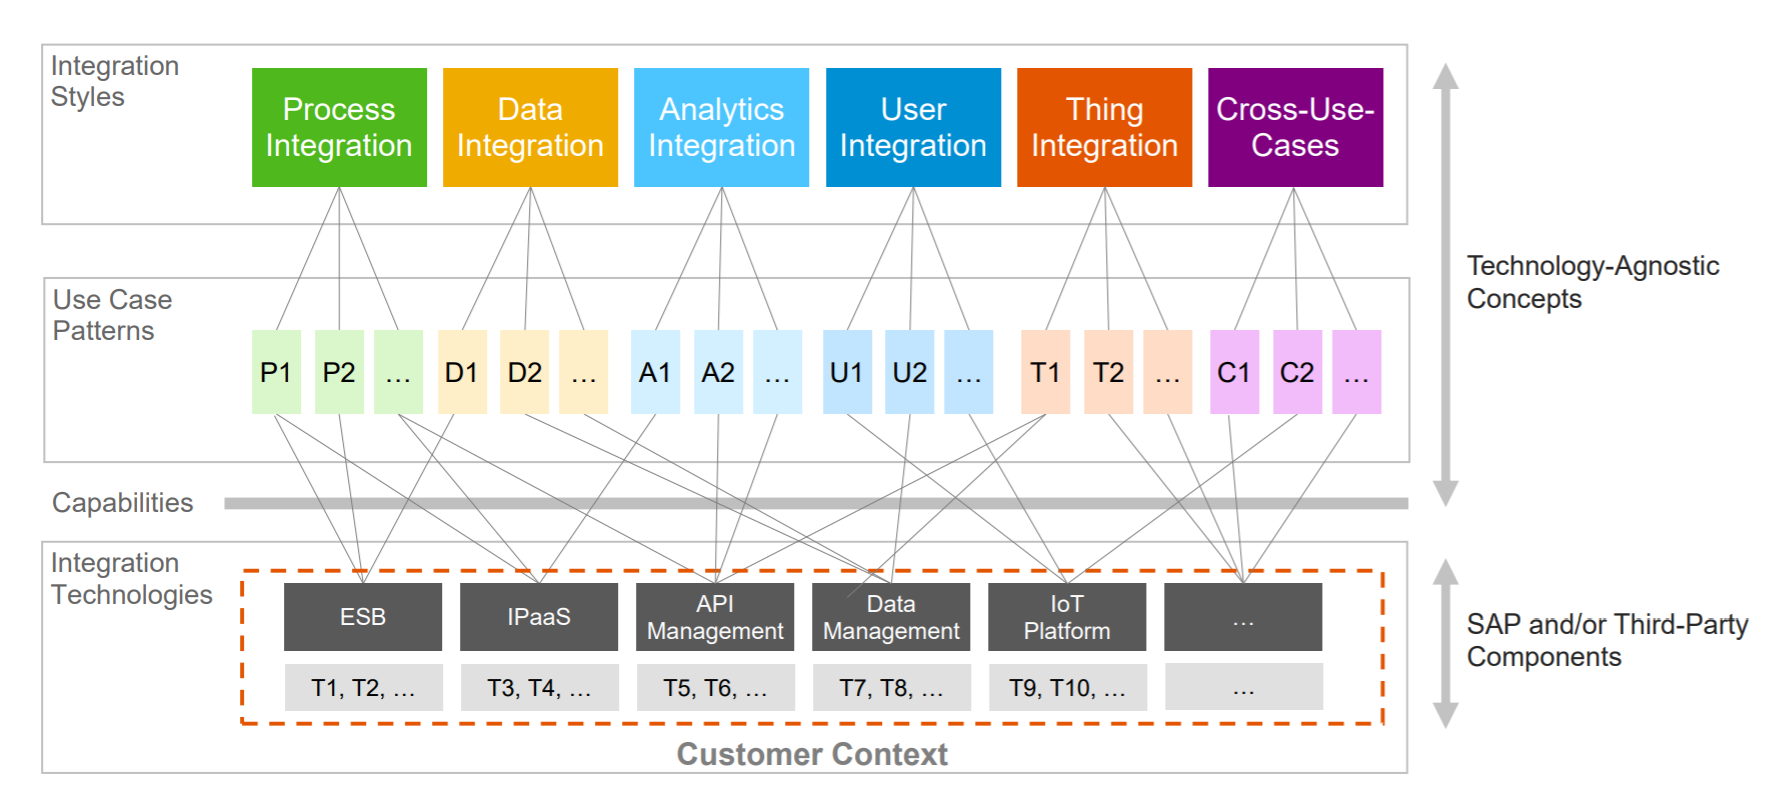 Integration
Styles
Process
Integration
Data
Integration
Analytics
Integration
User
Integration
Thing
Integration
Cross-Use-
Cases
Technology-Agnostic
Concepts
Use Case
Patterns
P1 P2 … D1 D2 … A1 A2 … U1 U2 … T1 T2 … C1 C2 …
Capabilities
Integration
Technologies
ESB
IPaaS
API
Management
Data
Management
IoT
Platform
…
T1, T2, … T3, T4, … T5, T6, … T7, T8, … T9, T10, … …
SAP and/or Third-Party
Components
Customer Context